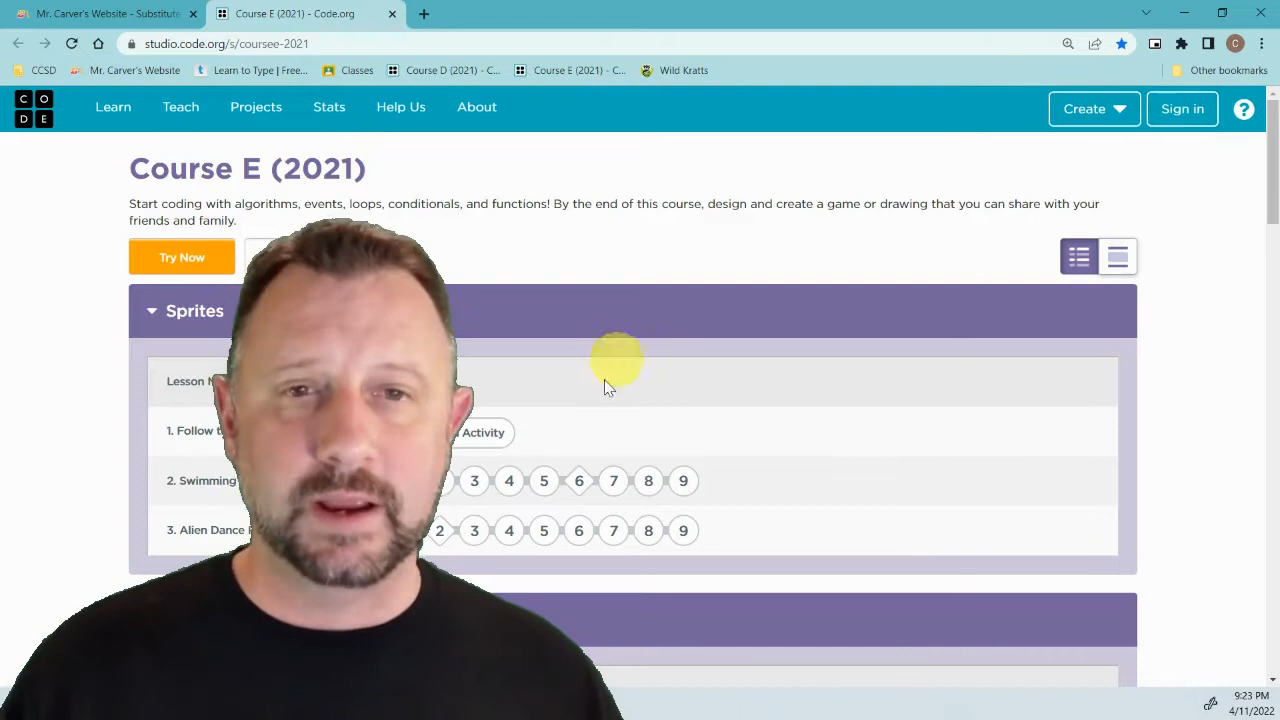 Mr. Carver's Website - Substitute
Course E (2021) - Code.org
studio.code.org/s/coursee-2021
CCSD
Mr. Carver's Website
Learn to Type | Free...
Classes
Course D (2021) - C...
Course E (2021) - C...
Wild Kratts
Other bookmarks
C
C O
D E
Learn
Teach
Projects
Stats
Help Us
About
Create
Sign in
?
Course E (2021)
Start coding with algorithms, events, loops, conditionals, and functions! By the end of this course, design and create a game or drawing that you can share with your
friends and family.
Try Now
Sprites
Lesson
1. Follow
Activity
2. Swimming
3 4 5 6 7 8 9
3. Alien Dance
2 3 4 5 6 7 8 9
9:23 PM
4/11/2022